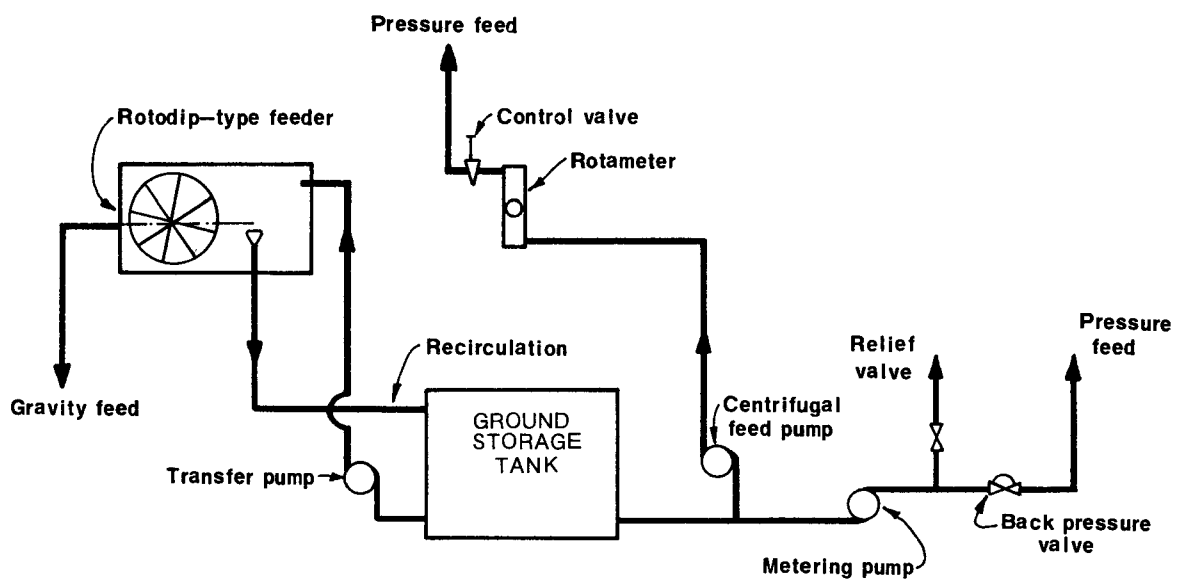 Pressure feed
Rotodip-type feeder
Control valve
Rotameter
Gravity feed
Recirculation
Relief
valve
Pressure
feed
GROUND
STORAGE
TANK
Centrifugal
feed pump
Transfer pump
Back pressure
valve
Metering pump